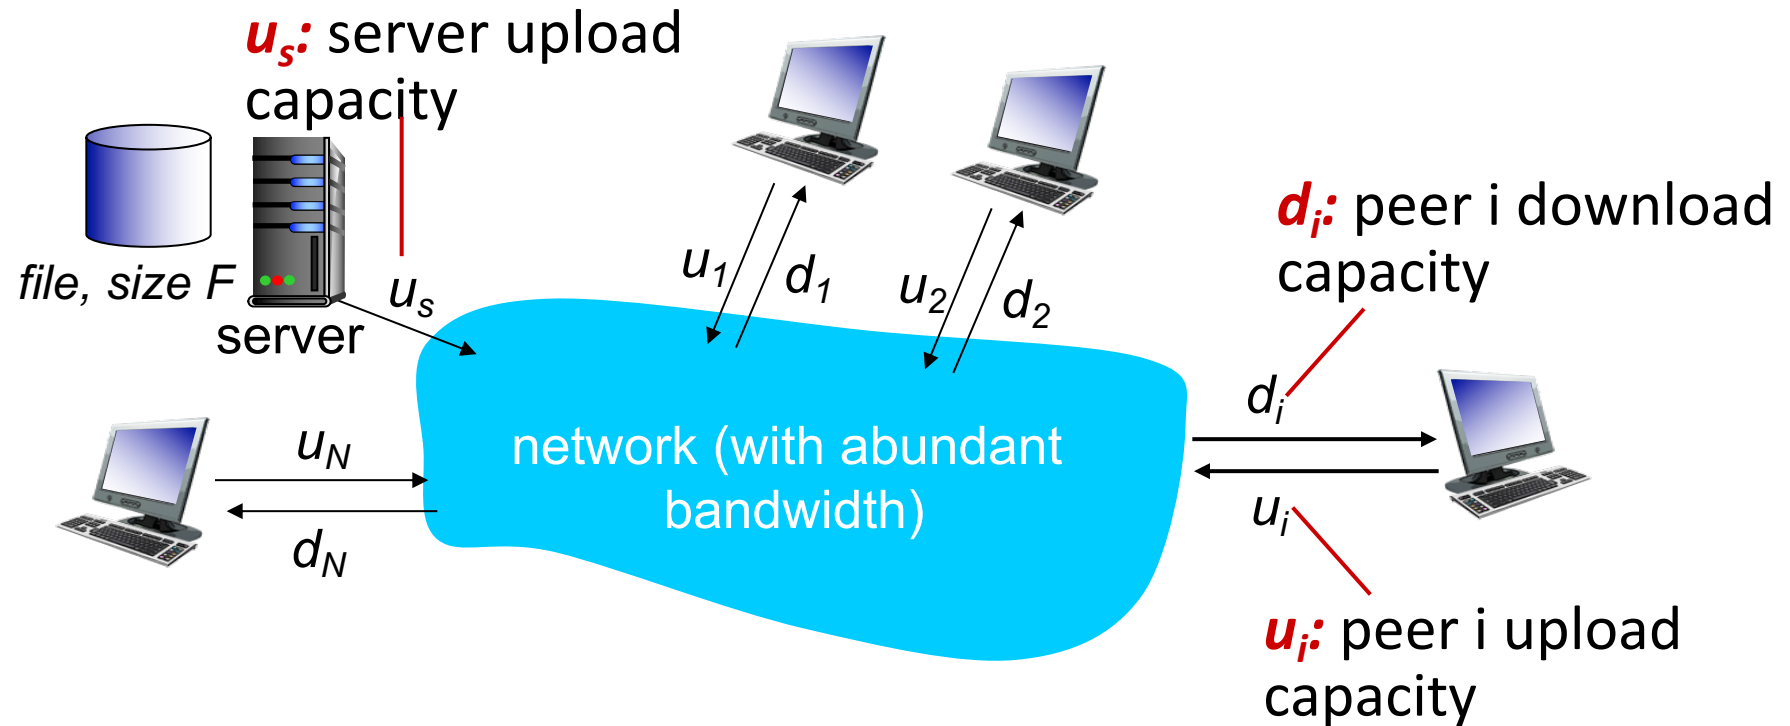 us: server upload
capacity
file, size F
server
us
u1
d1
u2
d2
di: peer i download
capacity
di
ui
uN
dN
network (with abundant
bandwidth)
ui: peer i upload
capacity